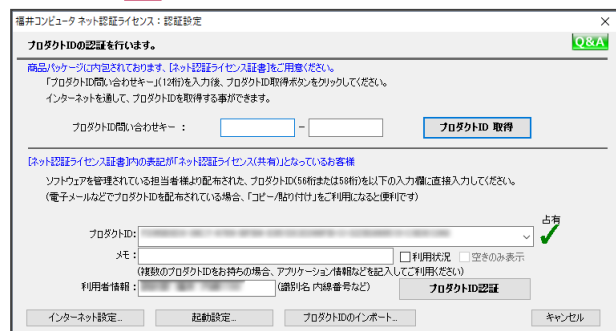 福井コンピュータ ネット認証ライセンス：認証設定
プロダクトIDの認証を行います。
Q&A
商品パッケージに内包されております、[ネット認証ライセンス証書]をご用意ください。
「プロダクトID問い合わせキー」(12桁)を入力後、プロダクトID取得ボタンをクリックしてください。
インターネットを通して、プロダクトIDを取得する事ができます。
プロダクトID問い合わせキー ： － プロダクトID 取得
[ネット認証ライセンス証書]内の表記が「ネット認証ライセンス(共有)」となっているお客様
ソフトウェアを管理されている担当者様より配布された、プロダクトID(56桁または58桁)を以下の入力欄に直接入力してください。
(電子メールなどでプロダクトIDを配布されている場合、「コピー/貼り付け」をご利用になると便利です)
占有
プロダクトID:
メモ： 利用状況 空きのみ表示
(複数のプロダクトIDをお持ちの場合、アプリケーション情報などを記入してご利用ください)
利用者情報： (識別名 内線番号など) プロダクトID認証
インターネット設定... 起動設定... プロダクトIDのインポート... キャンセル